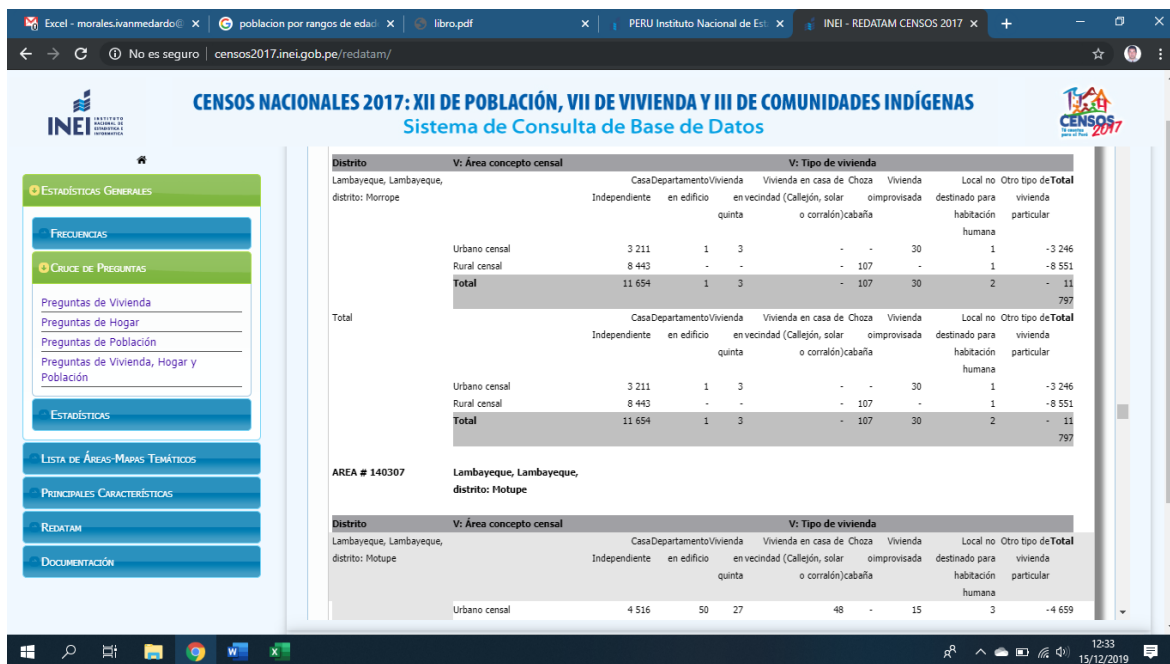 Excel - morales.ivanmedardo@
poblacion por rangos de edad
libro.pdf
PERU Instituto Nacional de Est
INEI - REDATAM CENSOS 2017
No es seguro | censos2017.inei.gob.pe/redatam/
INEI INSTITUTO NACIONAL DE ESTADÍSTICA E INFORMÁTICA
CENSOS NACIONALES 2017: XII DE POBLACIÓN, VII DE VIVIENDA Y III DE COMUNIDADES INDÍGENAS
Sistema de Consulta de Base de Datos
CENSOS 2017
ESTADÍSTICAS GENERALES
FRECUENCIAS
CRUCE DE PREGUNTAS
Preguntas de Vivienda
Preguntas de Hogar
Preguntas de Población
Preguntas de Vivienda, Hogar y
Población
ESTADÍSTICAS
LISTA DE ÁREAS-MAPAS TEMÁTICOS
PRINCIPALES CARACTERÍSTICAS
REDATAM
DOCUMENTACIÓN
Distrito V: Área concepto censal V: Tipo de vivienda
Lambayeque, Lambayeque, Casa Departamento Vivienda Vivienda en casa de Choza Vivienda Local no Otro tipo de Total
distrito: Morrope Independiente en edificio en vecindad (Callejón, solar o improvisada destinado para vivienda
quinta o corralón) cabaña habitación particular
humana
Urbano censal 3 211 1 3 - - 30 1 - 3 246
Rural censal 8 443 - - - 107 - 1 - 8 551
Total 11 654 1 3 - 107 30 2 - 11
797
Total Casa Departamento Vivienda Vivienda en casa de Choza Vivienda Local no Otro tipo de Total
Independiente en edificio en vecindad (Callejón, solar o improvisada destinado para vivienda
quinta o corralón) cabaña habitación particular
humana
Urbano censal 3 211 1 3 - - 30 1 - 3 246
Rural censal 8 443 - - - 107 - 1 - 8 551
Total 11 654 1 3 - 107 30 2 - 11
797
AREA # 140307 Lambayeque, Lambayeque,
distrito: Motupe
Distrito V: Área concepto censal V: Tipo de vivienda
Lambayeque, Lambayeque, Casa Departamento Vivienda Vivienda en casa de Choza Vivienda Local no Otro tipo de Total
distrito: Motupe Independiente en edificio en vecindad (Callejón, solar o improvisada destinado para vivienda
quinta o corralón) cabaña habitación particular
humana
Urbano censal 4 516 50 27 48 - 15 3 - 4 659
12:33
15/12/2019